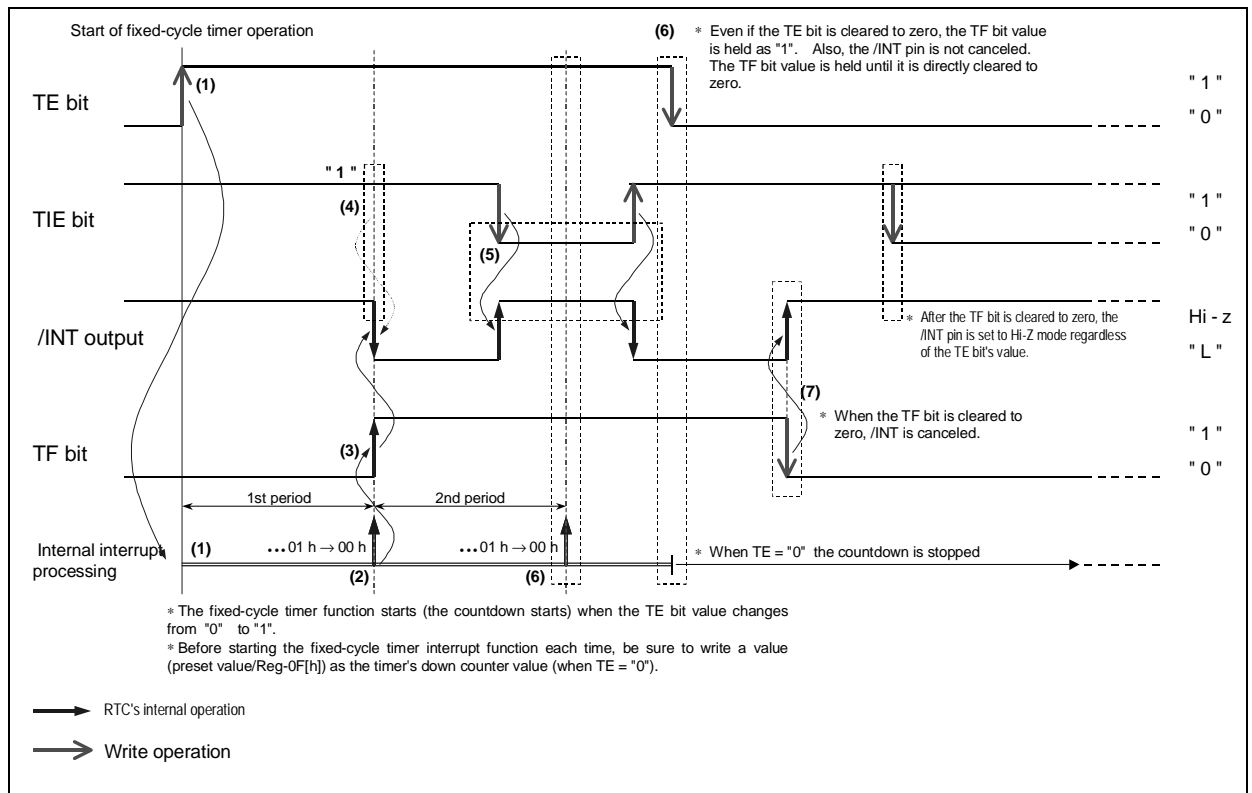 Start of fixed-cycle timer operation
(6) * Even if the TE bit is cleared to zero, the TF bit value
is held as "1". Also, the /INT pin is not canceled.
The TF bit value is held until it is directly cleared to
zero.
(1)
TE bit
" 1 "
" 0 "
" 1 "
(4)
TIE bit
" 1 "
" 0 "
(5)
/INT output
* After the TF bit is cleared to zero, the
/INT pin is set to Hi-Z mode regardless
of the TE bit's value.
Hi - z
" L "
(7)
* When the TF bit is cleared to
zero, /INT is canceled.
TF bit
(3)
" 1 "
" 0 "
1st period
2nd period
Internal interrupt
processing
(1)
•••01 h → 00 h
•••01 h → 00 h
* When TE = "0" the countdown is stopped
(2)
(6)
* The fixed-cycle timer function starts (the countdown starts) when the TE bit value changes
from "0" to "1".
* Before starting the fixed-cycle timer interrupt function each time, be sure to write a value
(preset value/Reg-0F[h]) as the timer's down counter value (when TE = "0").
RTC's internal operation
Write operation